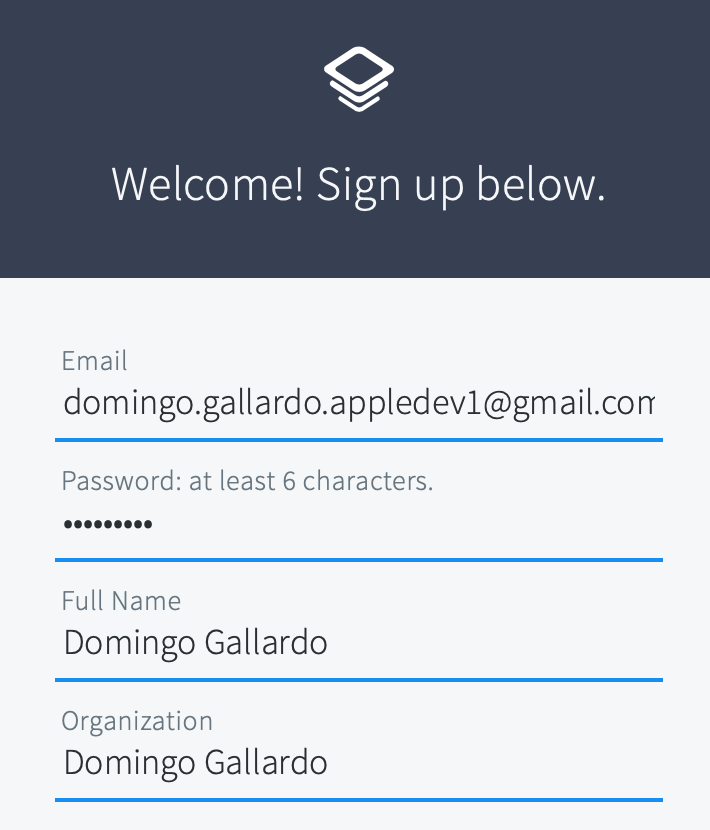 Welcome! Sign up below.
Email
domingo.gallardo.appledev1@gmail.com
Password: at least 6 characters.
•••••••••
Full Name
Domingo Gallardo
Organization
Domingo Gallardo